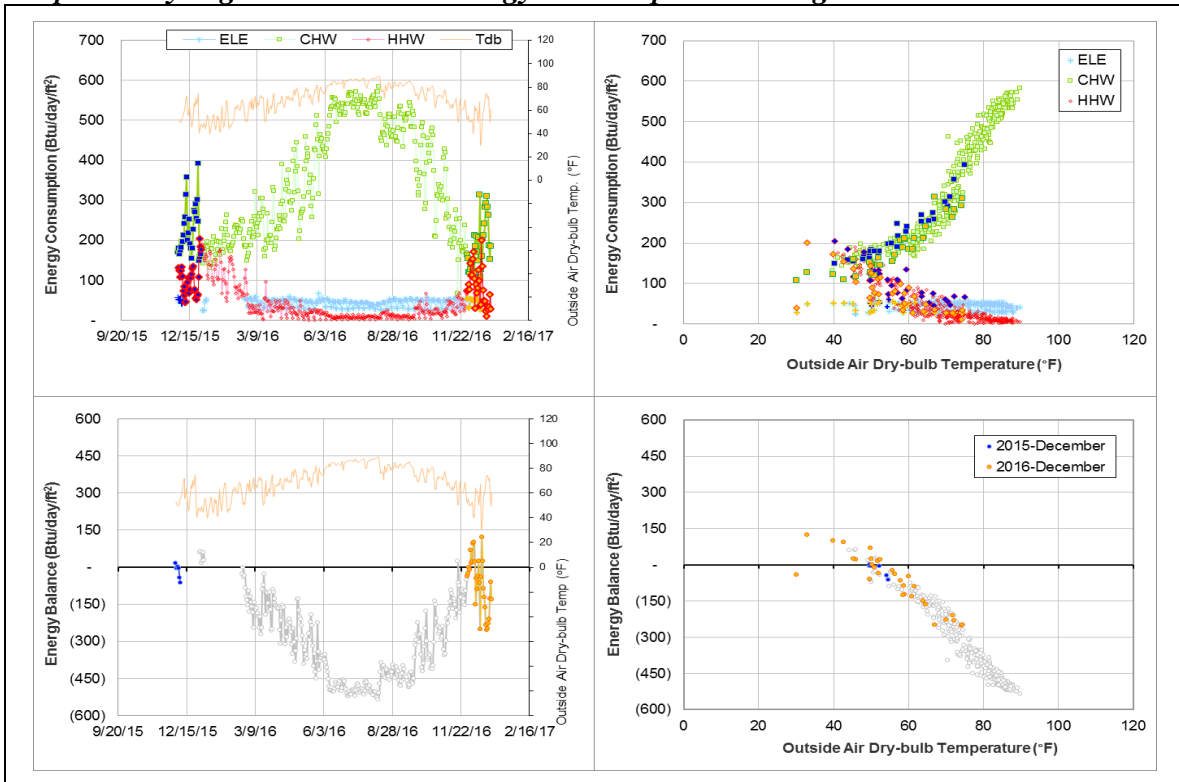 700
600
500
400
300
200
100
-
Energy Consumption (Btu/day/ft²)
ELE CHW HHW Tdb
120
100
80
60
40
20
0
Outside Air Dry-bulb Temp. (°F)
9/20/15 12/15/15 3/9/16 6/3/16 8/28/16 11/22/16 2/16/17
700
600
500
400
300
200
100
-
Energy Consumption (Btu/day/ft²)
ELE
CHW
HHW
0 20 40 60 80 100 120
Outside Air Dry-bulb Temperature (°F)
600
450
300
150
-
(150)
(300)
(450)
(600)
Energy Balance (Btu/day/ft²)
120
100
80
60
40
20
0
Outside Air Dry-bulb Temp (°F)
9/20/15 12/15/15 3/9/16 6/3/16 8/28/16 11/22/16 2/16/17
600
450
300
150
-
(150)
(300)
(450)
(600)
Energy Balance (Btu/day/ft²)
2015-December
2016-December
0 20 40 60 80 100 120
Outside Air Dry-bulb Temperature (°F)